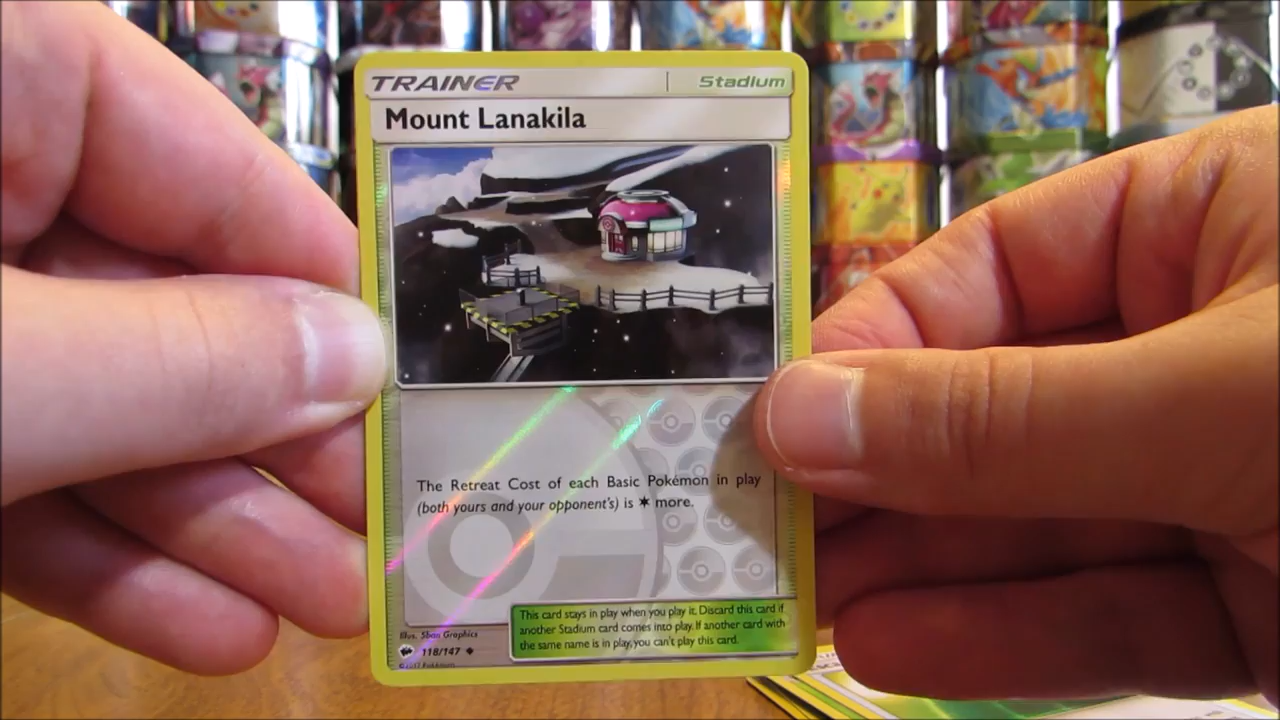 TRAINER
Stadium
Mount Lanakila
The Retreat Cost of each Basic Pokémon in play
(both yours and your opponent's) is more.
This card stays in play when you play it. Discard this card if
another Stadium card comes into play. If another card with
the same name is in play, you can't play this card.
Illus. 5ban Graphics
118/147
©2017 Pokémon